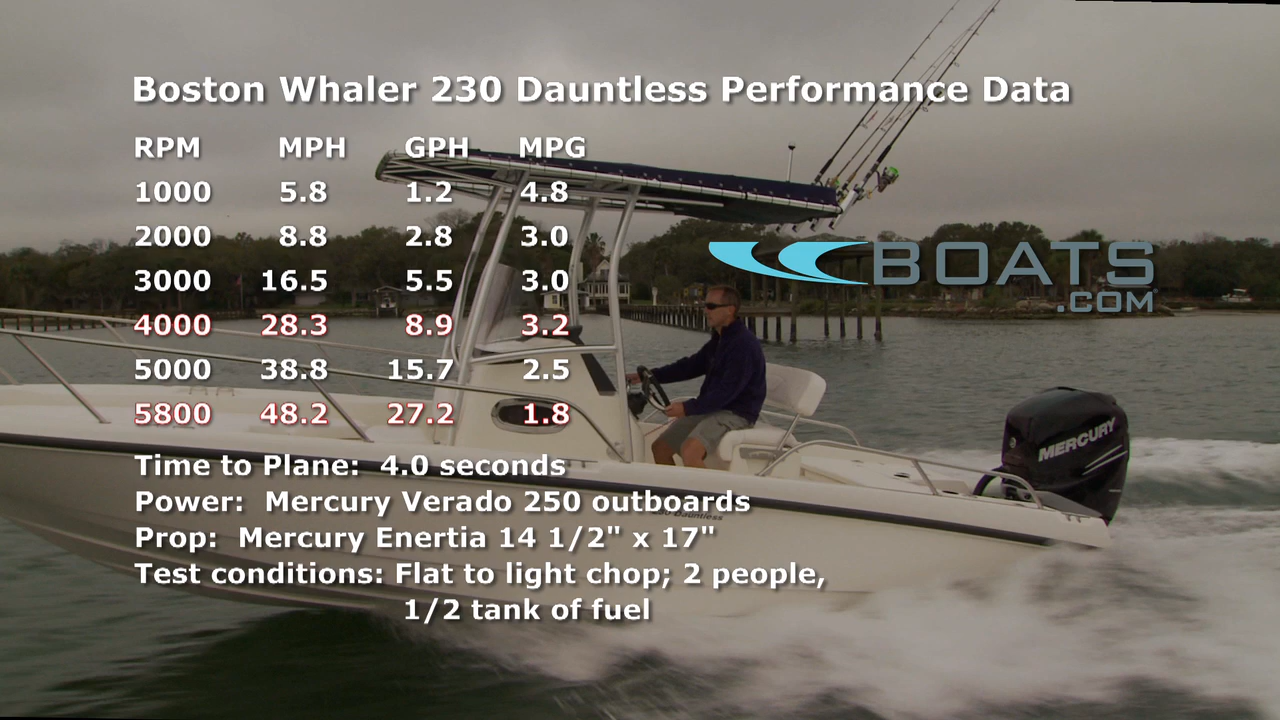 Boston Whaler 230 Dauntless Performance Data
RPM MPH GPH MPG
1000 5.8 1.2 4.8
2000 8.8 2.8 3.0
3000 16.5 5.5 3.0
4000 28.3 8.9 3.2
5000 38.8 15.7 2.5
5800 48.2 27.2 1.8
Time to Plane: 4.0 seconds
Power: Mercury Verado 250 outboards
Prop: Mercury Enertia 14 1/2" x 17"
Test conditions: Flat to light chop; 2 people,
1/2 tank of fuel
BOATS
.COM
MERCURY
Dauntless